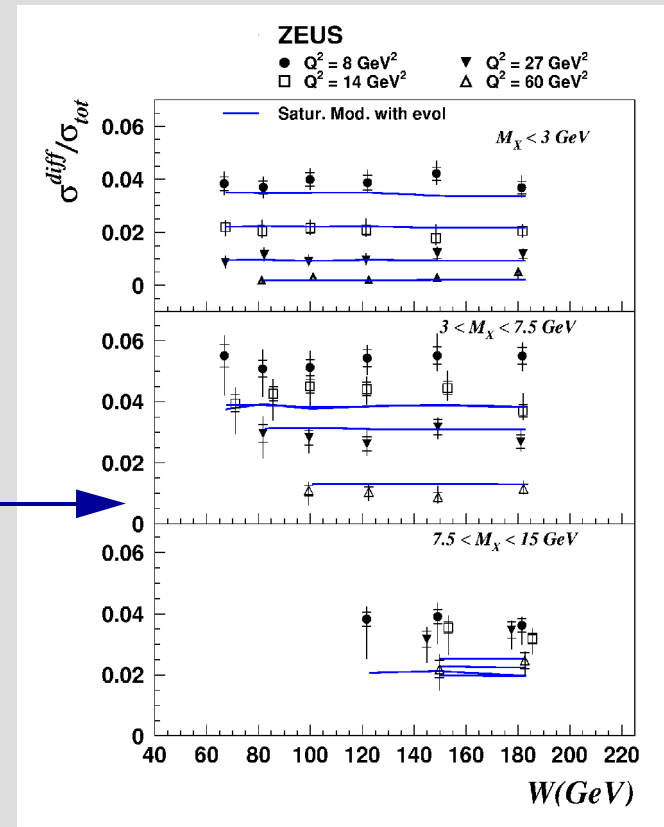 ZEUS
● Q² = 8 GeV² ▼ Q² = 27 GeV²
□ Q² = 14 GeV² △ Q² = 60 GeV²
Satur. Mod. with evol
σ^diff/σ_tot
M_X < 3 GeV
0.06
0.04
0.02
0
3 < M_X < 7.5 GeV
0.06
0.04
0.02
0
7.5 < M_X < 15 GeV
0.06
0.04
0.02
0
40 60 80 100 120 140 160 180 200 220
W(GeV)